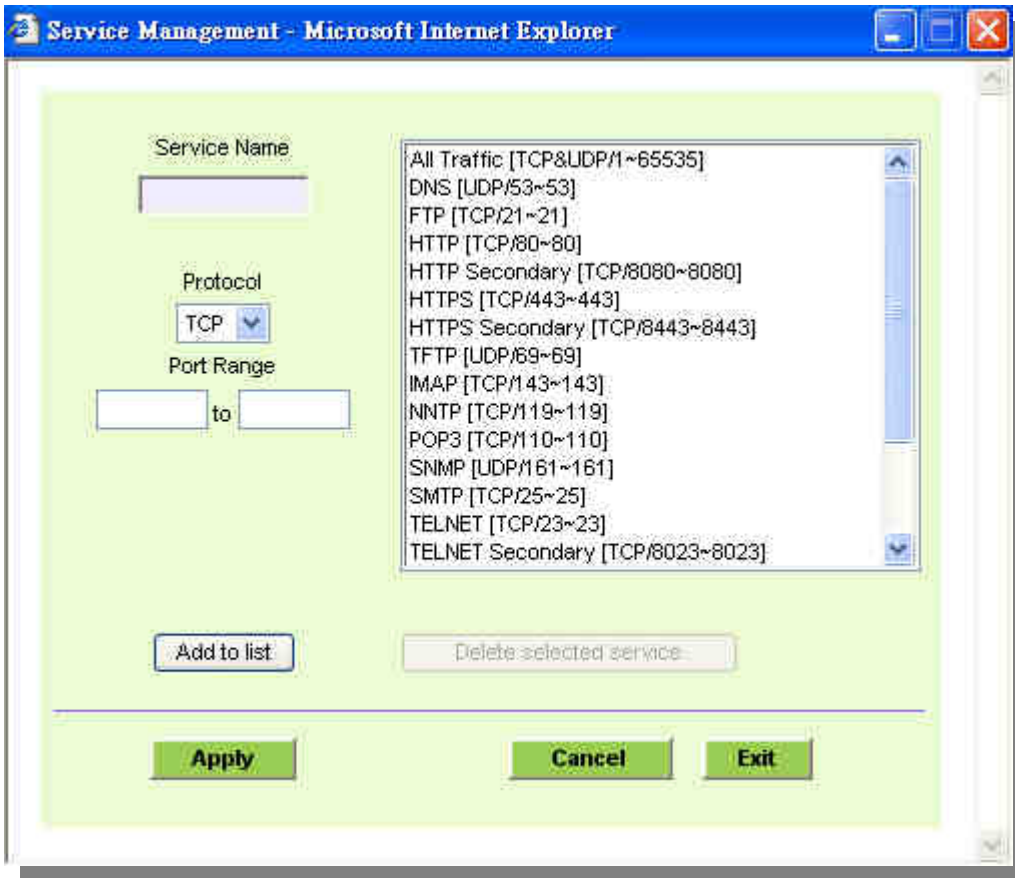 Service Management - Microsoft Internet Explorer
Service Name
Protocol
TCP
Port Range
to
All Traffic [TCP&UDP/1~65535]
DNS [UDP/53~53]
FTP [TCP/21~21]
HTTP [TCP/80~80]
HTTP Secondary [TCP/8080~8080]
HTTPS [TCP/443~443]
HTTPS Secondary [TCP/8443~8443]
TFTP [UDP/69~69]
IMAP [TCP/143~143]
NNTP [TCP/119~119]
POP3 [TCP/110~110]
SNMP [UDP/161~161]
SMTP [TCP/25~25]
TELNET [TCP/23~23]
TELNET Secondary [TCP/8023~8023]
Add to list
Delete selected service
Apply
Cancel
Exit